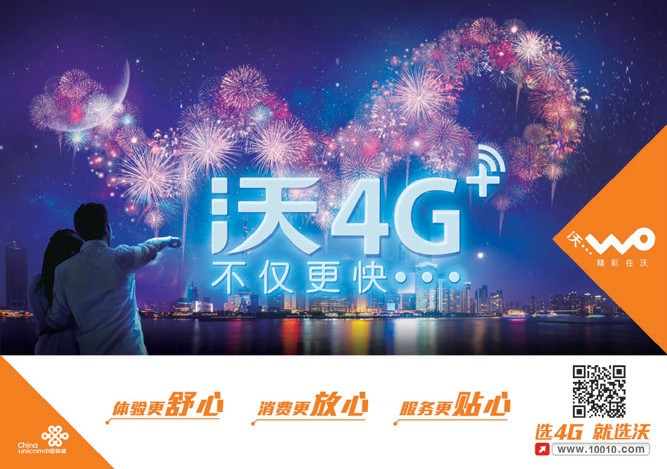 沃4G+
不仅更快...
沃...WO
精彩在沃
体验更舒心
消费更放心
服务更贴心
选4G 就选沃
www.10010.com
China
unicom中国联通